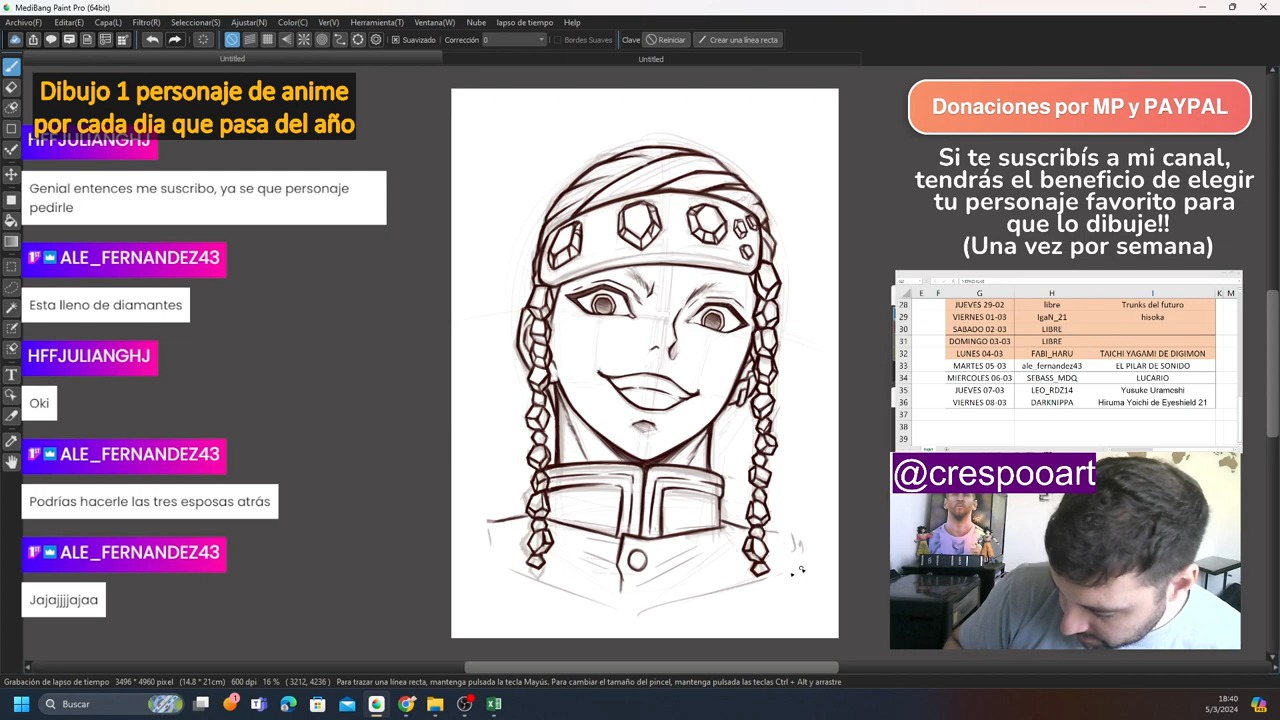 MediBang Paint Pro (64bit)
Archivo(F) Editar(E) Capa(L) Filtro(R) Seleccionar(S) Ajustar(N) Color(C) Ver(V) Herramienta(T) Ventana(W) Nube lapso de tiempo Help
Suavizado Corrección 0 Bordes Suaves Clave Reiniciar Crear una línea recta
Untitled Untitled
Dibujo 1 personaje de anime
por cada dia que pasa del año
HFFJULIANGHJ
Genial entences me suscribo, ya se que personaje
pedirle
ALE_FERNANDEZ43
Esta lleno de diamantes
HFFJULIANGHJ
Oki
ALE_FERNANDEZ43
Podrías hacerle las tres esposas atrás
ALE_FERNANDEZ43
Jajajjjjajaa
Donaciones por MP y PAYPAL
Si te suscribís a mi canal,
tendrás el beneficio de elegir
tu personaje favorito para
que lo dibuje!!
(Una vez por semana)
E F G H I K L M
28 JUEVES 29-02 libre Trunks del futuro
29 VIERNES 01-03 IgaN_21 hisoka
30 SABADO 02-03 LIBRE
31 DOMINGO 03-03 LIBRE
32 LUNES 04-03 FABI_HARU TAICHI YAGAMI DE DIGIMON
33 MARTES 05-03 ale_fernandez43 EL PILAR DE SONIDO
34 MIERCOLES 06-03 SEBASS_MDQ LUCARIO
35 JUEVES 07-03 LEO_RDZ14 Yusuke Urameshi
36 VIERNES 08-03 DARKNIPPA Hiruma Yoichi de Eyeshield 21
37
38
39
@crespooart
Grabación de lapso de tiempo 3496 * 4960 pixel (14.8 * 21cm) 600 dpi 16 % ( 3212, 4236 ) Para trazar una línea recta, mantenga pulsada la tecla Mayús. Para cambiar el tamaño del pincel, mantenga pulsadas las teclas Ctrl + Alt y arrastre
Buscar
18:40
5/3/2024